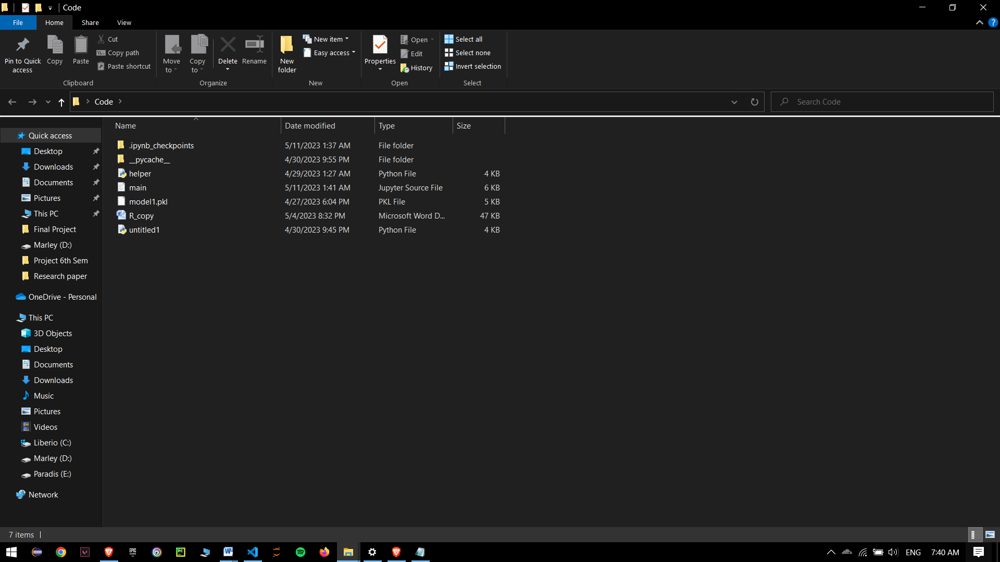 Code
File Home Share View
Pin to Quick access
Copy
Paste
Cut
Copy path
Paste shortcut
Clipboard
Move to
Copy to
Delete
Rename
Organize
New folder
New item
Easy access
New
Properties
Open
Edit
History
Open
Select all
Select none
Invert selection
Select
Code
Search Code
Name Date modified Type Size
.ipynb_checkpoints 5/11/2023 1:37 AM File folder
__pycache__ 4/30/2023 9:55 PM File folder
helper 4/29/2023 1:27 AM Python File 4 KB
main 5/11/2023 1:41 AM Jupyter Source File 6 KB
model1.pkl 4/27/2023 6:04 PM PKL File 5 KB
R_copy 5/4/2023 8:32 PM Microsoft Word D... 47 KB
untitled1 4/30/2023 9:45 PM Python File 4 KB
Quick access
Desktop
Downloads
Documents
Pictures
This PC
Final Project
Marley (D:)
Project 6th Sem
Research paper
OneDrive - Personal
This PC
3D Objects
Desktop
Documents
Downloads
Music
Pictures
Videos
Liberio (C:)
Marley (D:)
Paradis (E:)
Network
7 items
EPIC GAMES
PC
ENG 7:40 AM